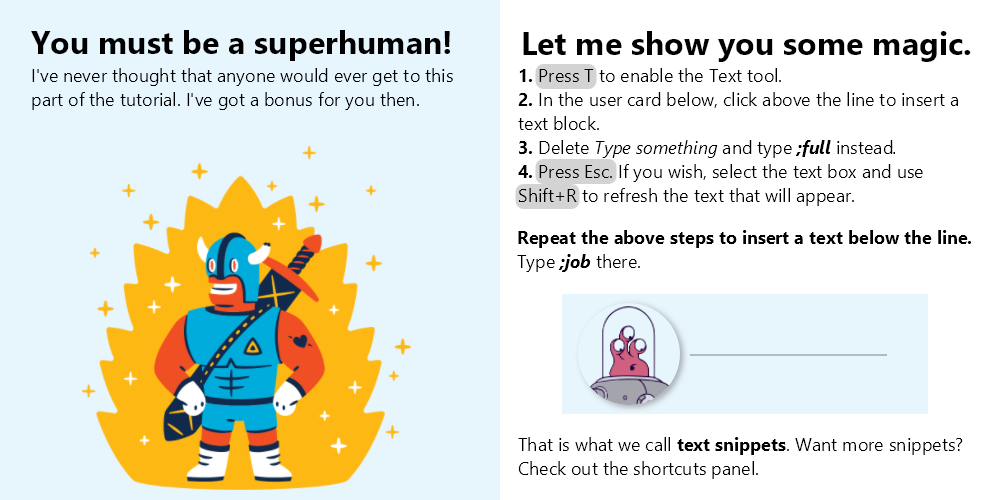 You must be a superhuman!
I've never thought that anyone would ever get to this
part of the tutorial. I've got a bonus for you then.
Let me show you some magic.
1. Press T to enable the Text tool.
2. In the user card below, click above the line to insert a
text block.
3. Delete Type something and type ;full instead.
4. Press Esc. If you wish, select the text box and use
Shift+R to refresh the text that will appear.
Repeat the above steps to insert a text below the line.
Type ;job there.
That is what we call text snippets. Want more snippets?
Check out the shortcuts panel.